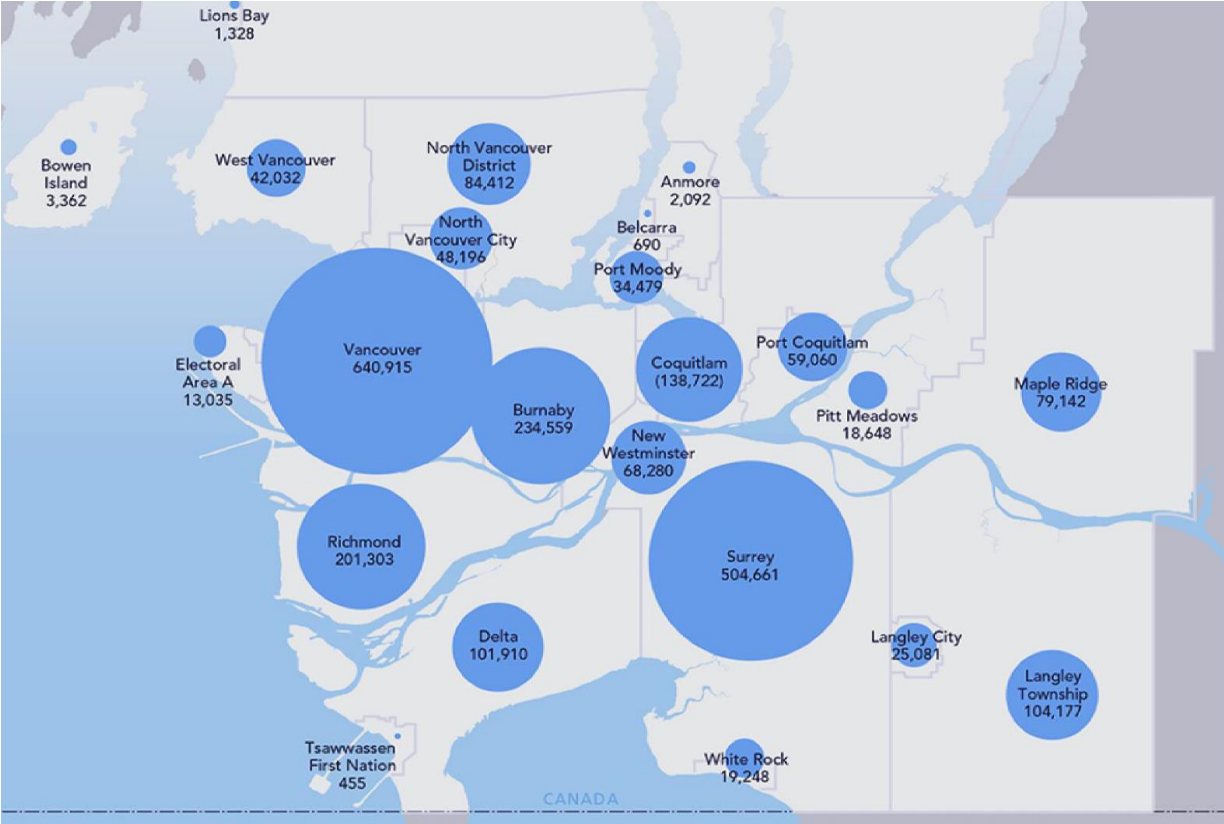 Lions Bay
1,328
Bowen
Island
3,362
West Vancouver
42,032
North Vancouver
District
84,412
Anmore
2,092
North
Vancouver City
48,196
Belcarra
690
Port Moody
34,479
Electoral
Area A
13,035
Vancouver
640,915
Burnaby
234,559
Coquitlam
(138,722)
Port Coquitlam
59,060
Pitt Meadows
18,648
Maple Ridge
79,142
New
Westminster
68,280
Richmond
201,303
Surrey
504,661
Delta
101,910
Langley City
25,081
Langley
Township
104,177
Tsawwassen
First Nation
455
White Rock
19,248
CANADA